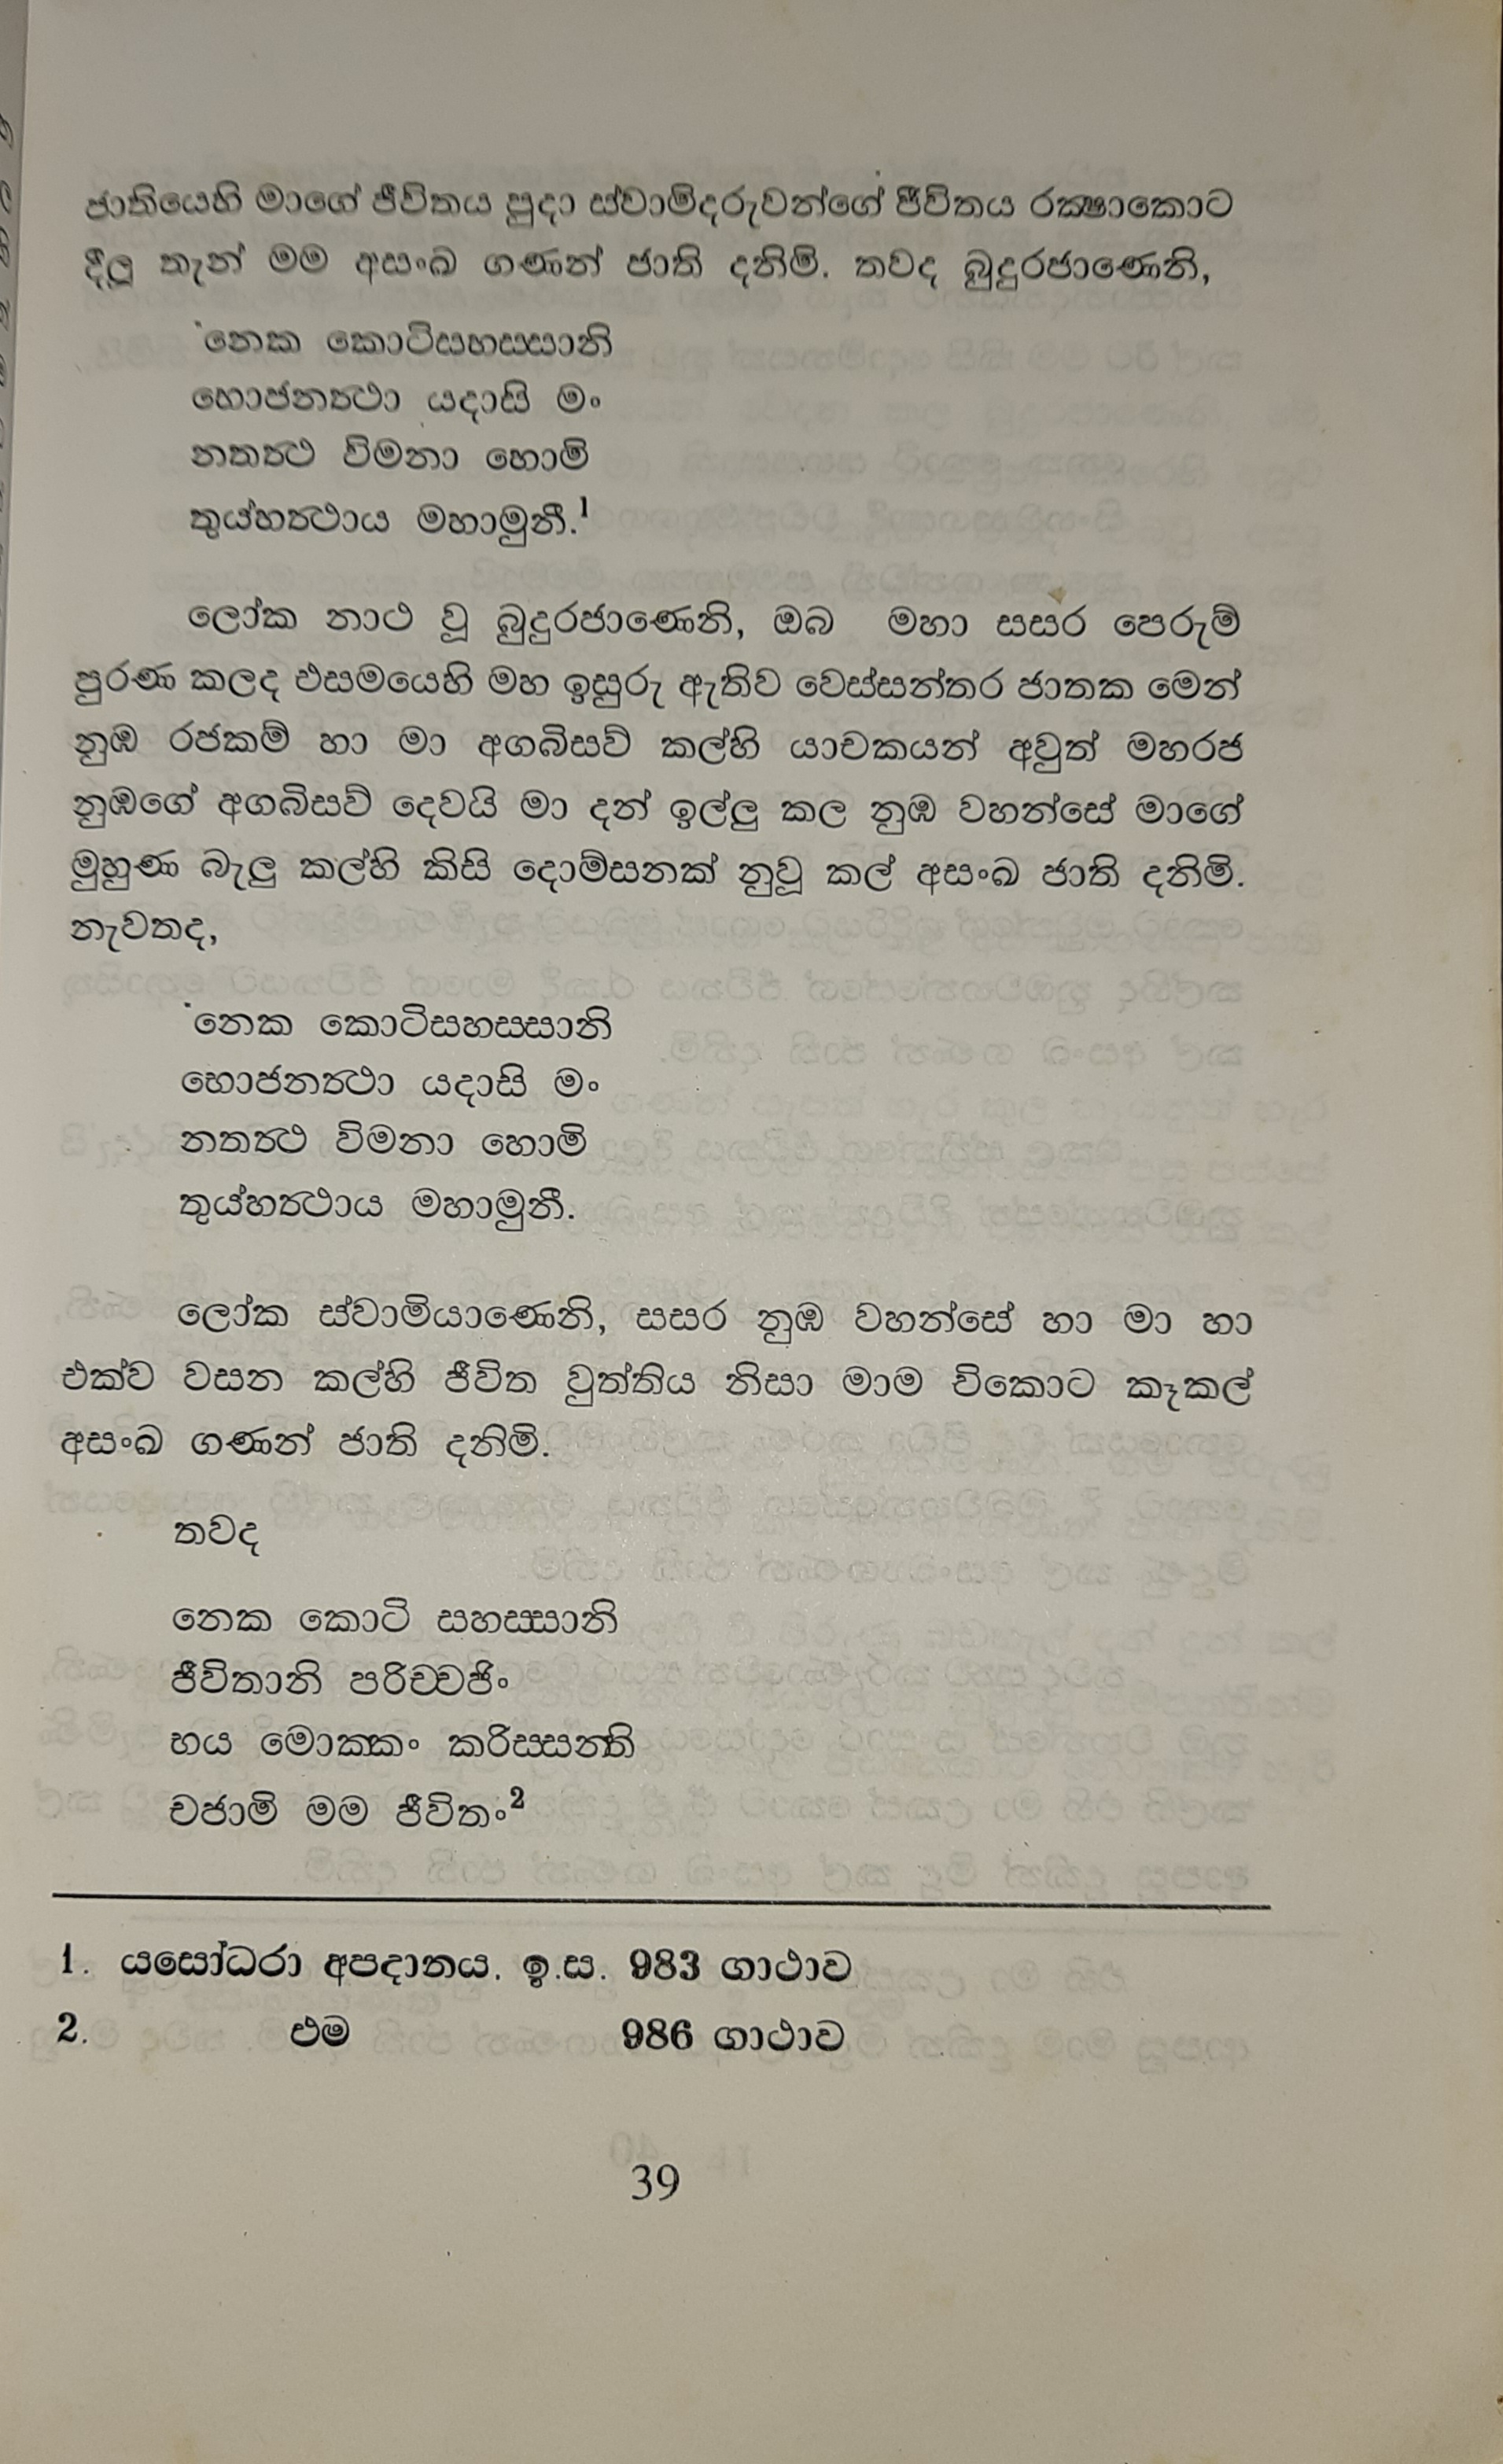 ජාතියෙහි මාගේ ජීවිතය පුදා ස්වාමිදරුවන්ගේ ජීවිතය රක්‍ෂාකොට
දීලූ තැන් මම අසංඛ ගණන් ජාති දනිමි. තවද බුදුරජාණෙනි,
'නෙක කොටිසහස‍්සානි
භොජනත්‍ථා යදාසි මං
නතත්‍ථ විමනා හොමි
තුය්හත්‍ථාය මහාමුනී.1
ලෝක නාථ වූ බුදුරජාණෙනි, ඔබ මහා සසර පෙරුම්
පුරණ කලද එසමයෙහි මහ ඉසුරු ඇතිව වෙස්සන්තර ජාතක මෙන්
නුඹ රජකම් හා මා අගබිසව් කල්හි යාචකයන් අවුත් මහරජ
නුඹගේ අගබිසව් දෙවයි මා දන් ඉල්ලු කල නුඹ වහන්සේ මාගේ
මුහුණ බැලු කල්හි කිසි දොම්සනක් නුවූ කල් අසංඛ ජාති දනිමි.
නැවතද,
'නෙක කොටිසහස‍්සානි
භොජනත්‍ථා යදාසි මං
නතත්‍ථ විමනා හොමි
තුය්හත්‍ථාය මහාමුනී.
ලෝක ස්වාමියාණෙනි, සසර නුඹ වහන්සේ හා මා හා
එක්ව වසන කල්හි ජීවිත වුත්තිය නිසා මාම විකොට කෑකල්
අසංඛ ගණන් ජාති දනිමි.
තවද
නෙක කොටි සහස‍්සානි
ජීවිතානි පරිච‍්චජිං
භය මොක‍්කං කරිස‍්සන්ති
චජාමි මම ජීවිතං2
1. යසෝධරා අපදානය. ඉ.ස. 983 ගාථාව
2. එම 986 ගාථාව
39